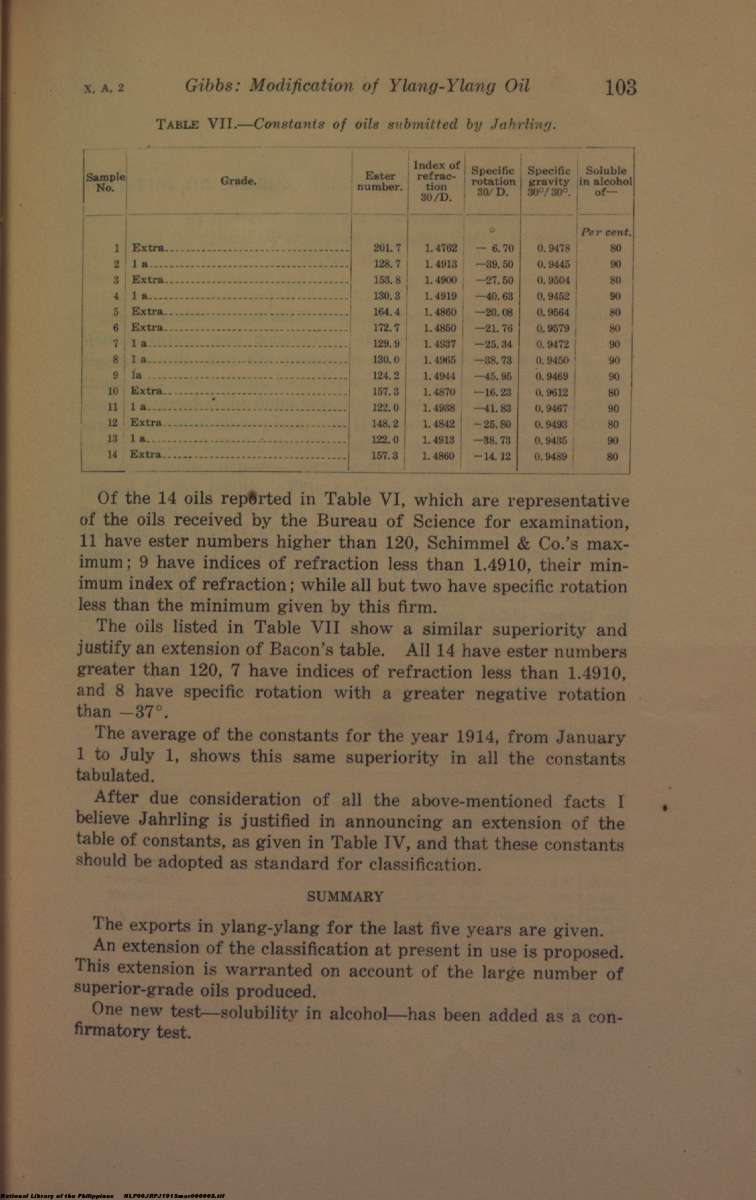 X, A, 2 Gibbs: Modification of Ylang-Ylang Oil 103
TABLE VII.—Constants of oils submitted by Jahrling.
Sample No. Grade. Ester number. Index of refrac-tion 30/D. Specific rotation 30/D. Specific gravity 30°/30°. Soluble in alcohol of—
° Per cent.
1 Extra 201.7 1.4762 — 6.70 0.9478 80
2 1 a 128.7 1.4913 —39.50 0.9445 90
3 Extra 153.8 1.4900 —27.50 0.9504 80
4 1 a 130.3 1.4919 —40.63 0.9452 90
5 Extra 164.4 1.4860 —20.08 0.9564 80
6 Extra 172.7 1.4850 —21.76 0.9579 80
7 1 a 129.9 1.4937 —25.34 0.9472 90
8 1 a 130.0 1.4965 —38.73 0.9450 90
9 1a 124.2 1.4944 —45.95 0.9469 90
10 Extra 157.3 1.4870 —16.23 0.9612 80
11 1 a 122.0 1.4938 —41.83 0.9467 90
12 Extra 148.2 1.4842 —25.80 0.9493 80
13 1 a 122.0 1.4913 —38.73 0.9435 90
14 Extra 157.3 1.4860 —14.12 0.9489 80
Of the 14 oils reported in Table VI, which are representative
of the oils received by the Bureau of Science for examination,
11 have ester numbers higher than 120, Schimmel & Co.'s max-
imum; 9 have indices of refraction less than 1.4910, their min-
imum index of refraction; while all but two have specific rotation
less than the minimum given by this firm.
The oils listed in Table VII show a similar superiority and
justify an extension of Bacon's table. All 14 have ester numbers
greater than 120, 7 have indices of refraction less than 1.4910,
and 8 have specific rotation with a greater negative rotation
than —37°.
The average of the constants for the year 1914, from January
1 to July 1, shows this same superiority in all the constants
tabulated.
After due consideration of all the above-mentioned facts I
believe Jahrling is justified in announcing an extension of the
table of constants, as given in Table IV, and that these constants
should be adopted as standard for classification.
SUMMARY
The exports in ylang-ylang for the last five years are given.
An extension of the classification at present in use is proposed.
This extension is warranted on account of the large number of
superior-grade oils produced.
One new test—solubility in alcohol—has been added as a con-
firmatory test.
National Library of the Philippines